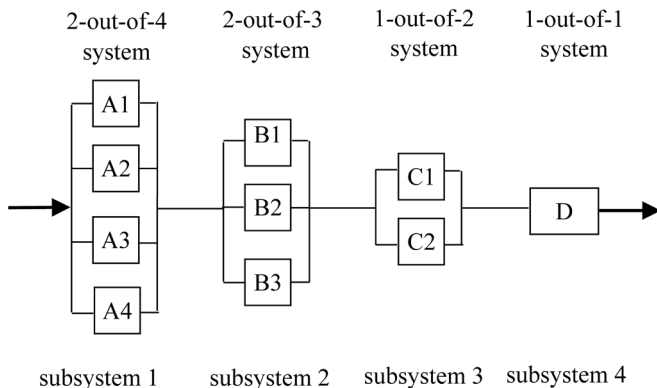 2-out-of-4 system
2-out-of-3 system
1-out-of-2 system
1-out-of-1 system
A1
A2
A3
A4
B1
B2
B3
C1
C2
D
subsystem 1
subsystem 2
subsystem 3
subsystem 4